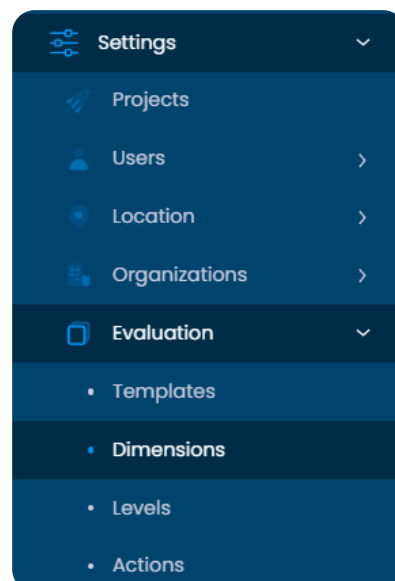 Settings
Projects
Users
Location
Organizations
Evaluation
Templates
Dimensions
Levels
Actions